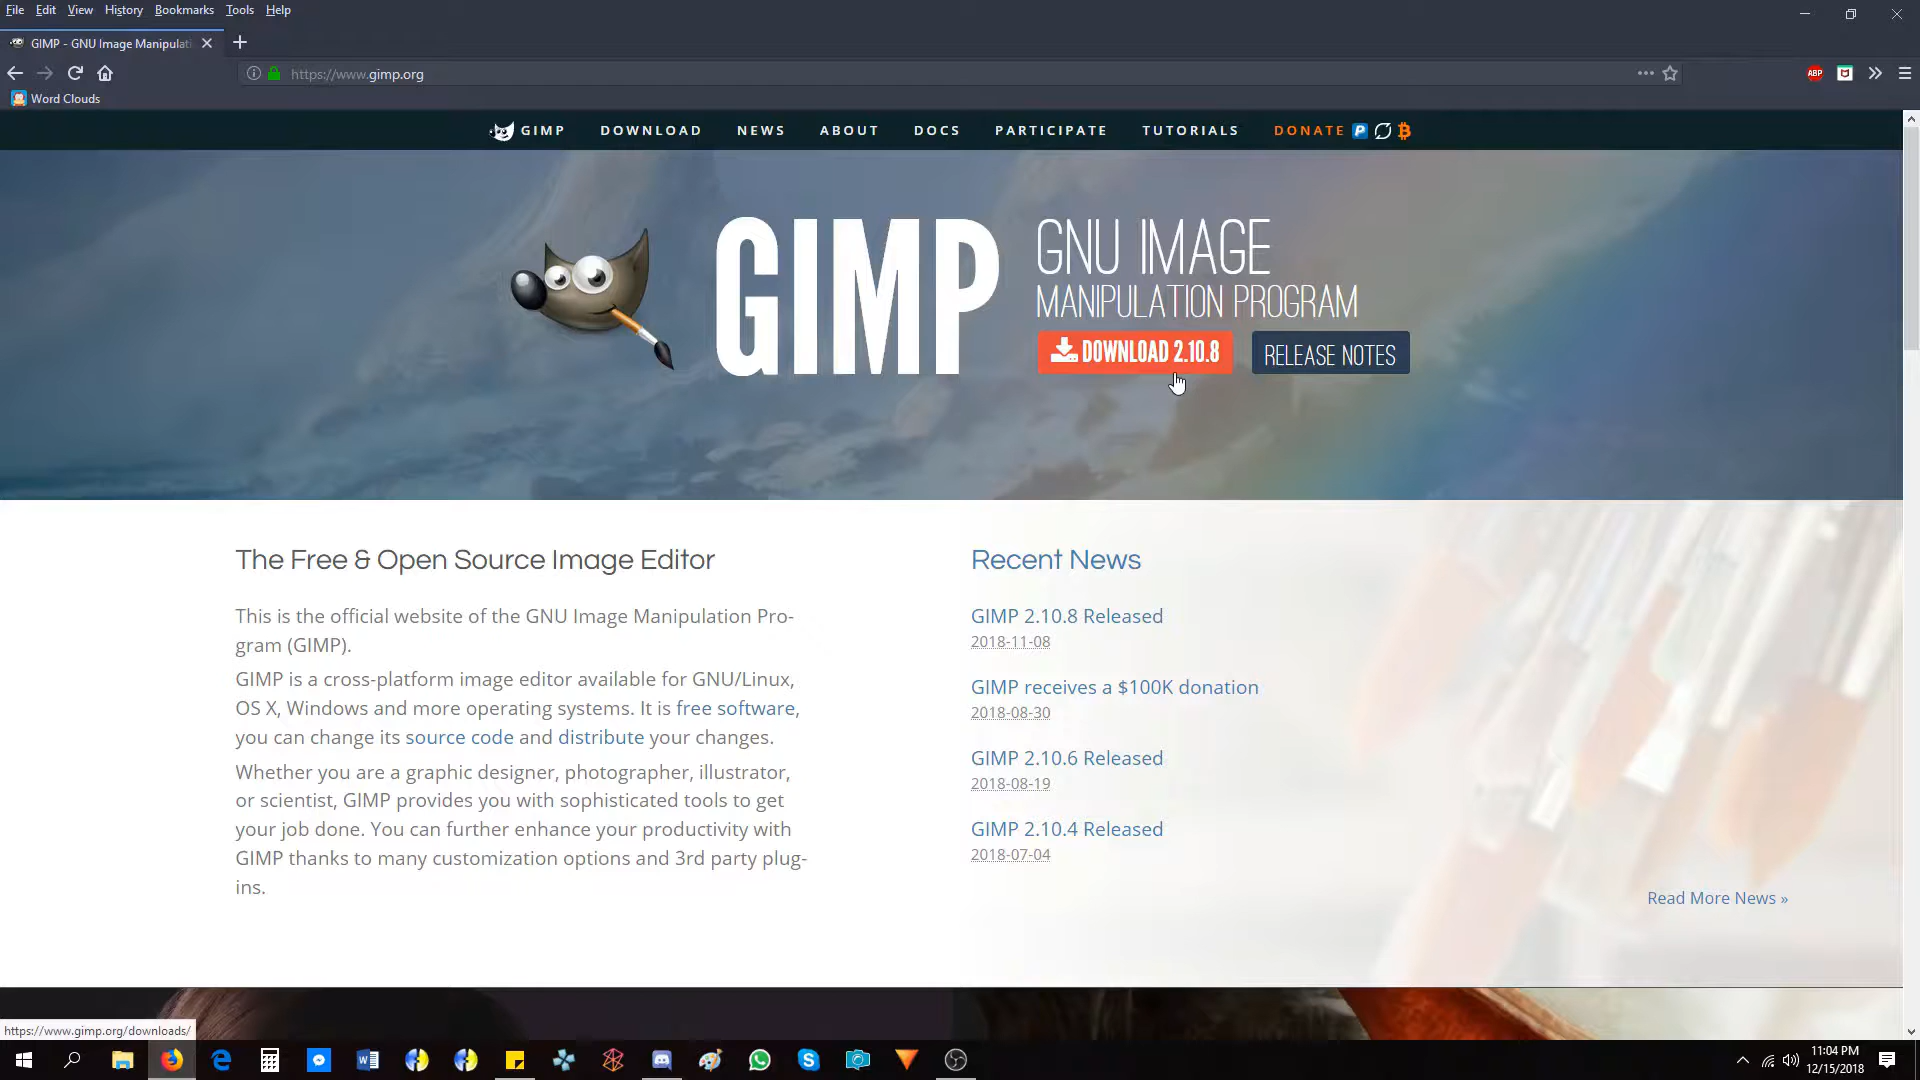 File Edit View History Bookmarks Tools Help
GIMP - GNU Image Manipulati
https://www.gimp.org
ABP
Word Clouds
GIMP DOWNLOAD NEWS ABOUT DOCS PARTICIPATE TUTORIALS DONATE
GIMP
GNU IMAGE
MANIPULATION PROGRAM
DOWNLOAD 2.10.8
RELEASE NOTES
The Free & Open Source Image Editor
This is the official website of the GNU Image Manipulation Pro-
gram (GIMP).
GIMP is a cross-platform image editor available for GNU/Linux,
OS X, Windows and more operating systems. It is free software,
you can change its source code and distribute your changes.
Whether you are a graphic designer, photographer, illustrator,
or scientist, GIMP provides you with sophisticated tools to get
your job done. You can further enhance your productivity with
GIMP thanks to many customization options and 3rd party plug-
ins.
Recent News
GIMP 2.10.8 Released
2018-11-08
GIMP receives a $100K donation
2018-08-30
GIMP 2.10.6 Released
2018-08-19
GIMP 2.10.4 Released
2018-07-04
Read More News »
https://www.gimp.org/downloads/
11:04 PM
12/15/2018